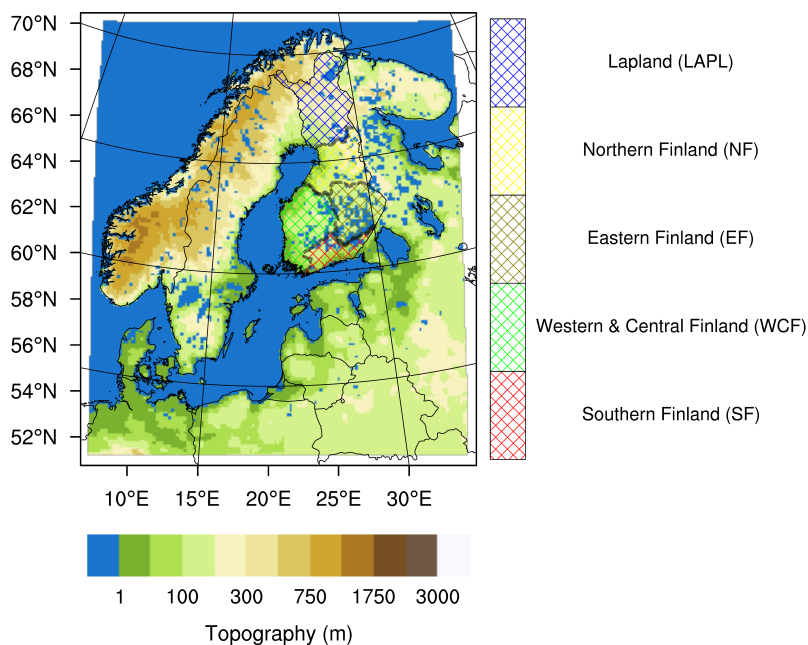 70°N
68°N
66°N
64°N
62°N
60°N
58°N
56°N
54°N
52°N
10°E 15°E 20°E 25°E 30°E
Lapland (LAPL)
Northern Finland (NF)
Eastern Finland (EF)
Western & Central Finland (WCF)
Southern Finland (SF)
1 100 300 750 1750 3000
Topography (m)